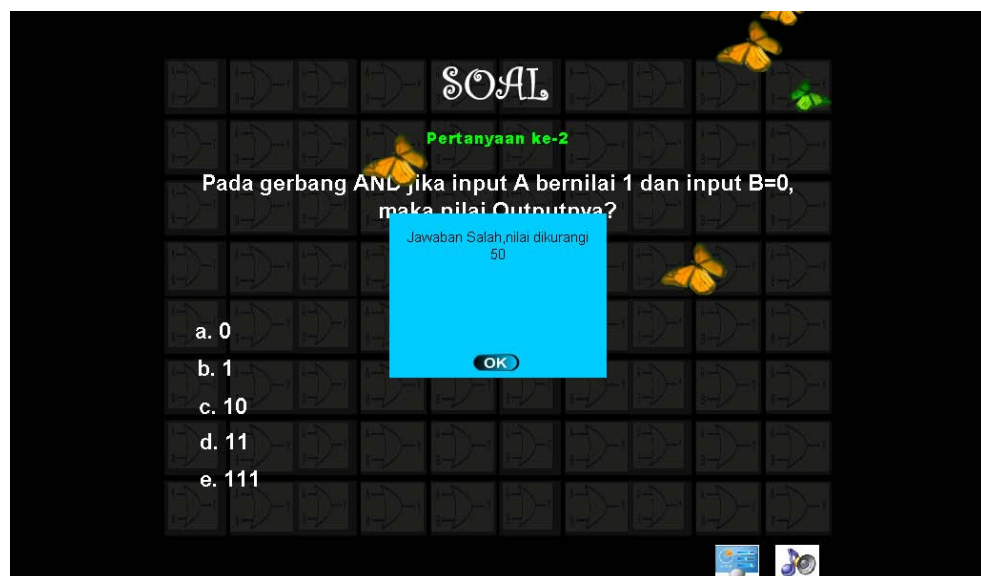 SOAL
Pertanyaan ke-2
Pada gerbang AND jika input A bernilai 1 dan input B=0,
maka nilai Outputnya?
Jawaban Salah,nilai dikurangi
50
OK
a. 0
b. 1
c. 10
d. 11
e. 111